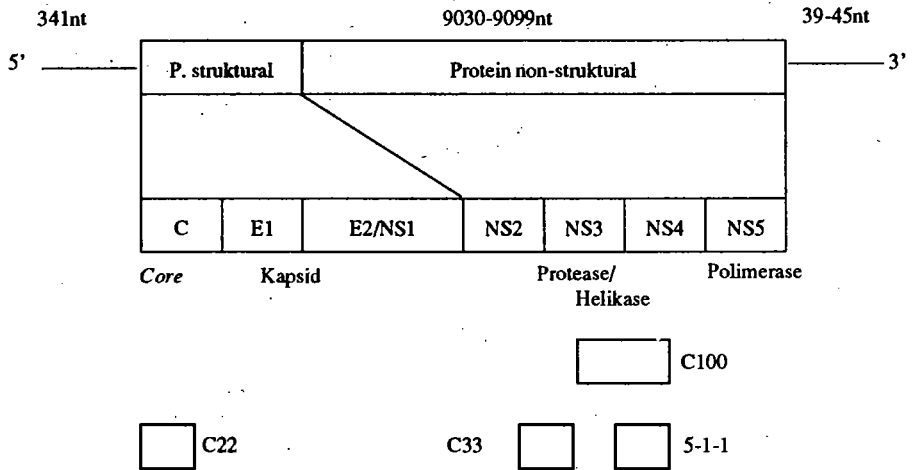 341nt 9030-9099nt 39-45nt
5’ P. struktural Protein non-struktural 3’
C E1 E2/NS1 NS2 NS3 NS4 NS5
Core Kapsid Protease/ Polimerase
Helikase
C100
C22 C33 5-1-1